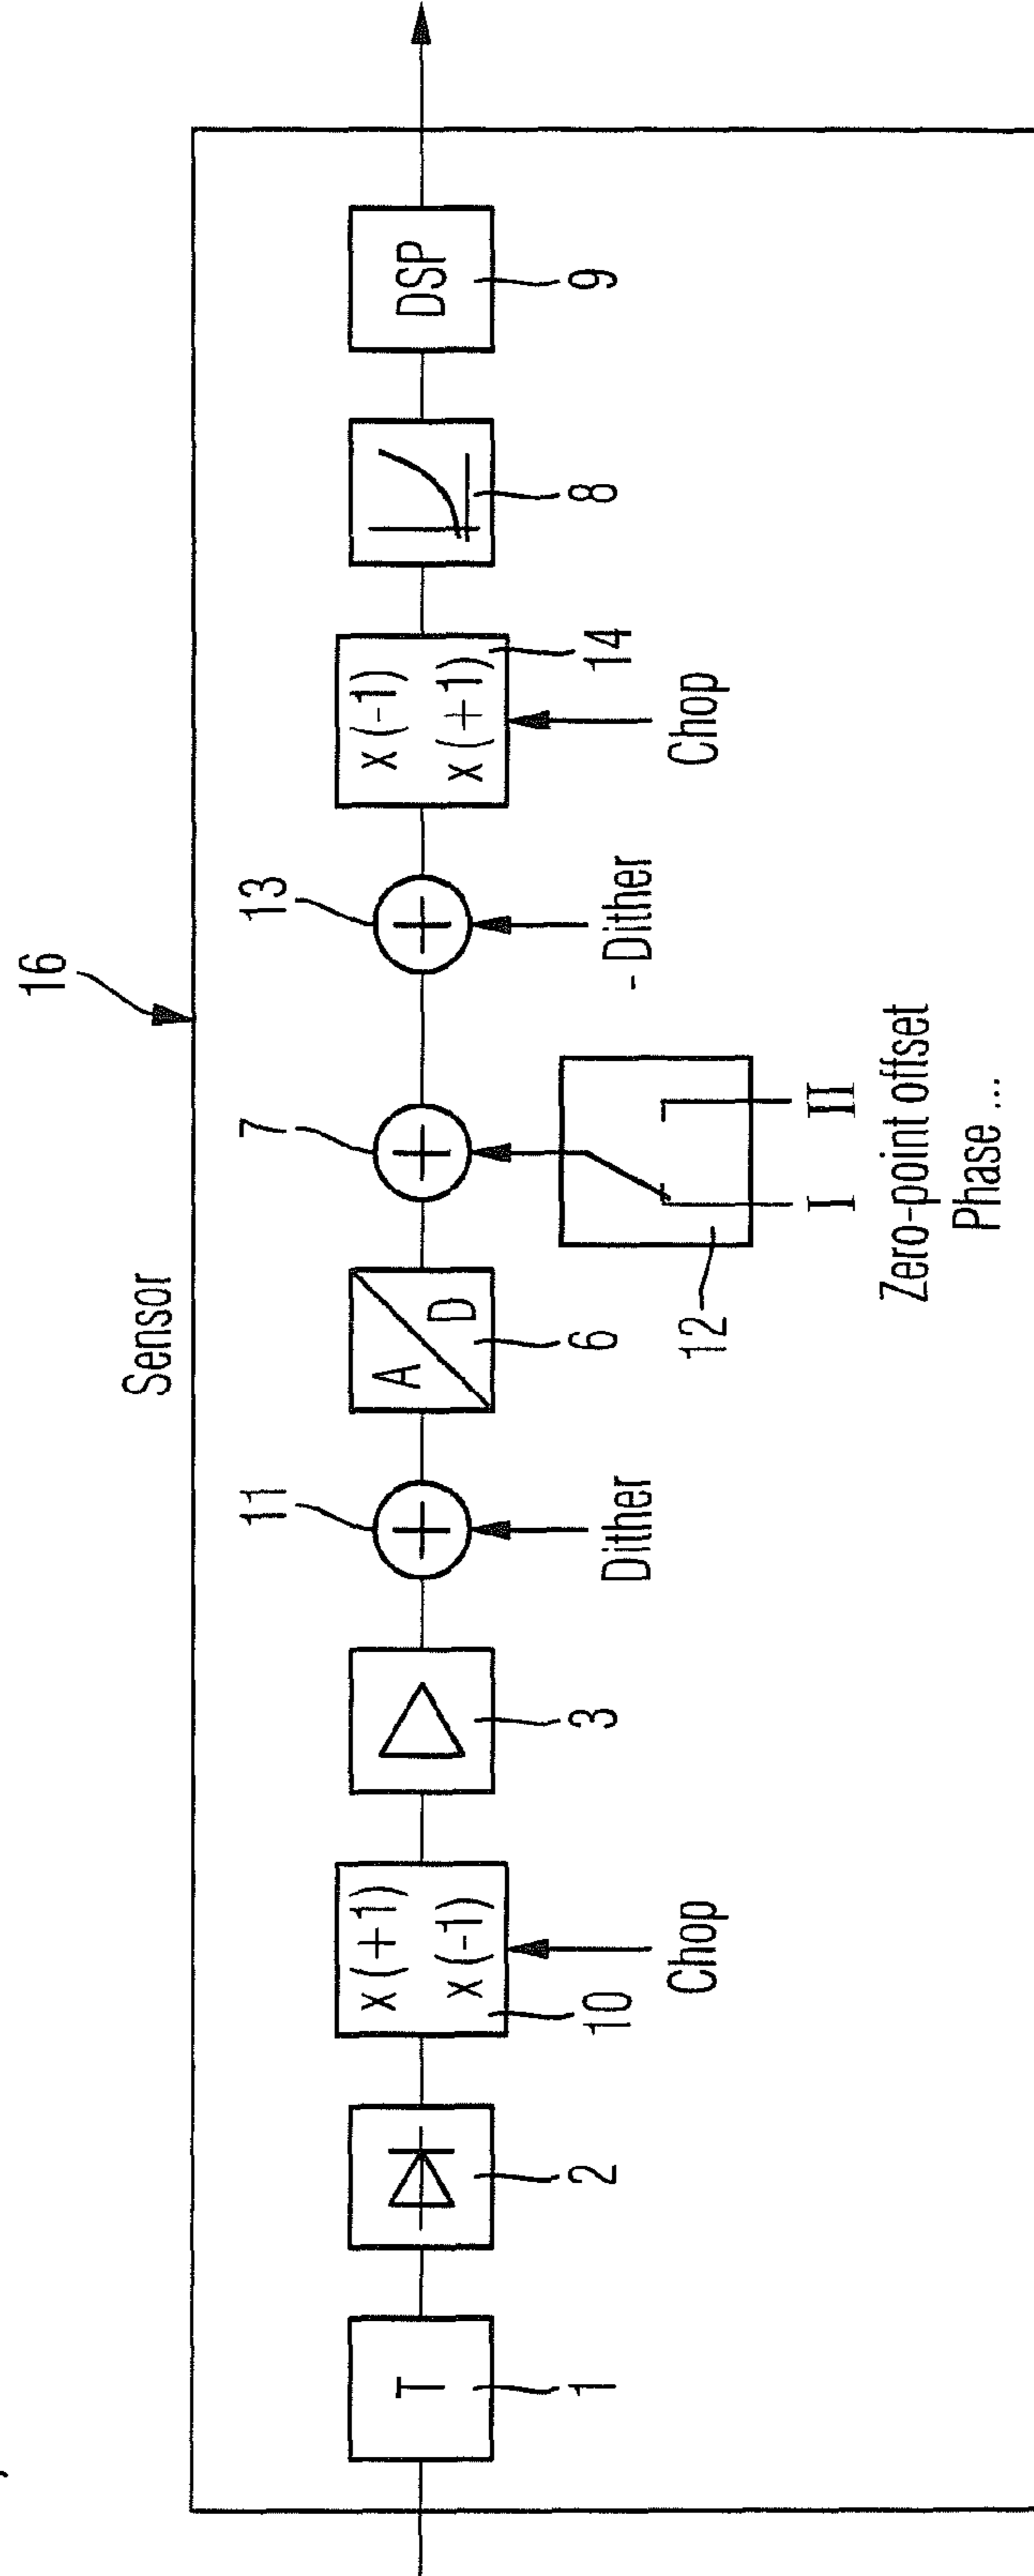 16
Sensor
T
1
2
x (+1)
x (-1)
10
Chop
3
11
Dither
A
D
6
7
12
I
II
Zero-point offset
Phase ...
13
- Dither
x (-1)
x (+1)
14
Chop
8
DSP
9